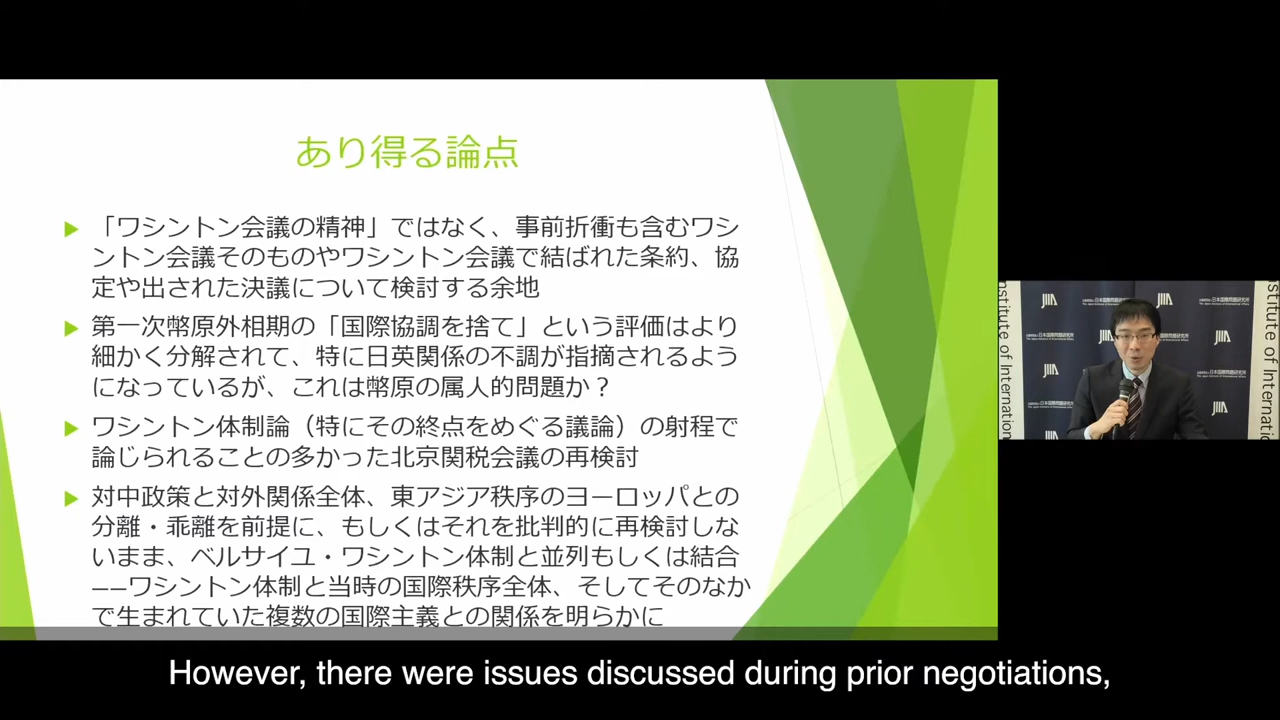 あり得る論点
「ワシントン会議の精神」ではなく、事前折衝も含むワシ
ントン会議そのものやワシントン会議で結ばれた条約、協
定や出された決議について検討する余地
第一次幣原外相期の「国際協調を捨て」という評価はより
細かく分解されて、特に日英関係の不調が指摘されるよう
になっているが、これは幣原の属人的問題か？
ワシントン体制論（特にその終点をめぐる議論）の射程で
論じられることの多かった北京関税会議の再検討
対中政策と対外関係全体、東アジア秩序のヨーロッパとの
分離・乖離を前提に、もしくはそれを批判的に再検討しな
いまま、ベルサイユ・ワシントン体制と並列もしくは結合
――ワシントン体制と当時の国際秩序全体、そしてそのなか
で生まれていた複数の国際主義との関係を明らかに
JIIA
日本国際問題研究所
nstitute of International
stitute of Internationa
However, there were issues discussed during prior negotiations,